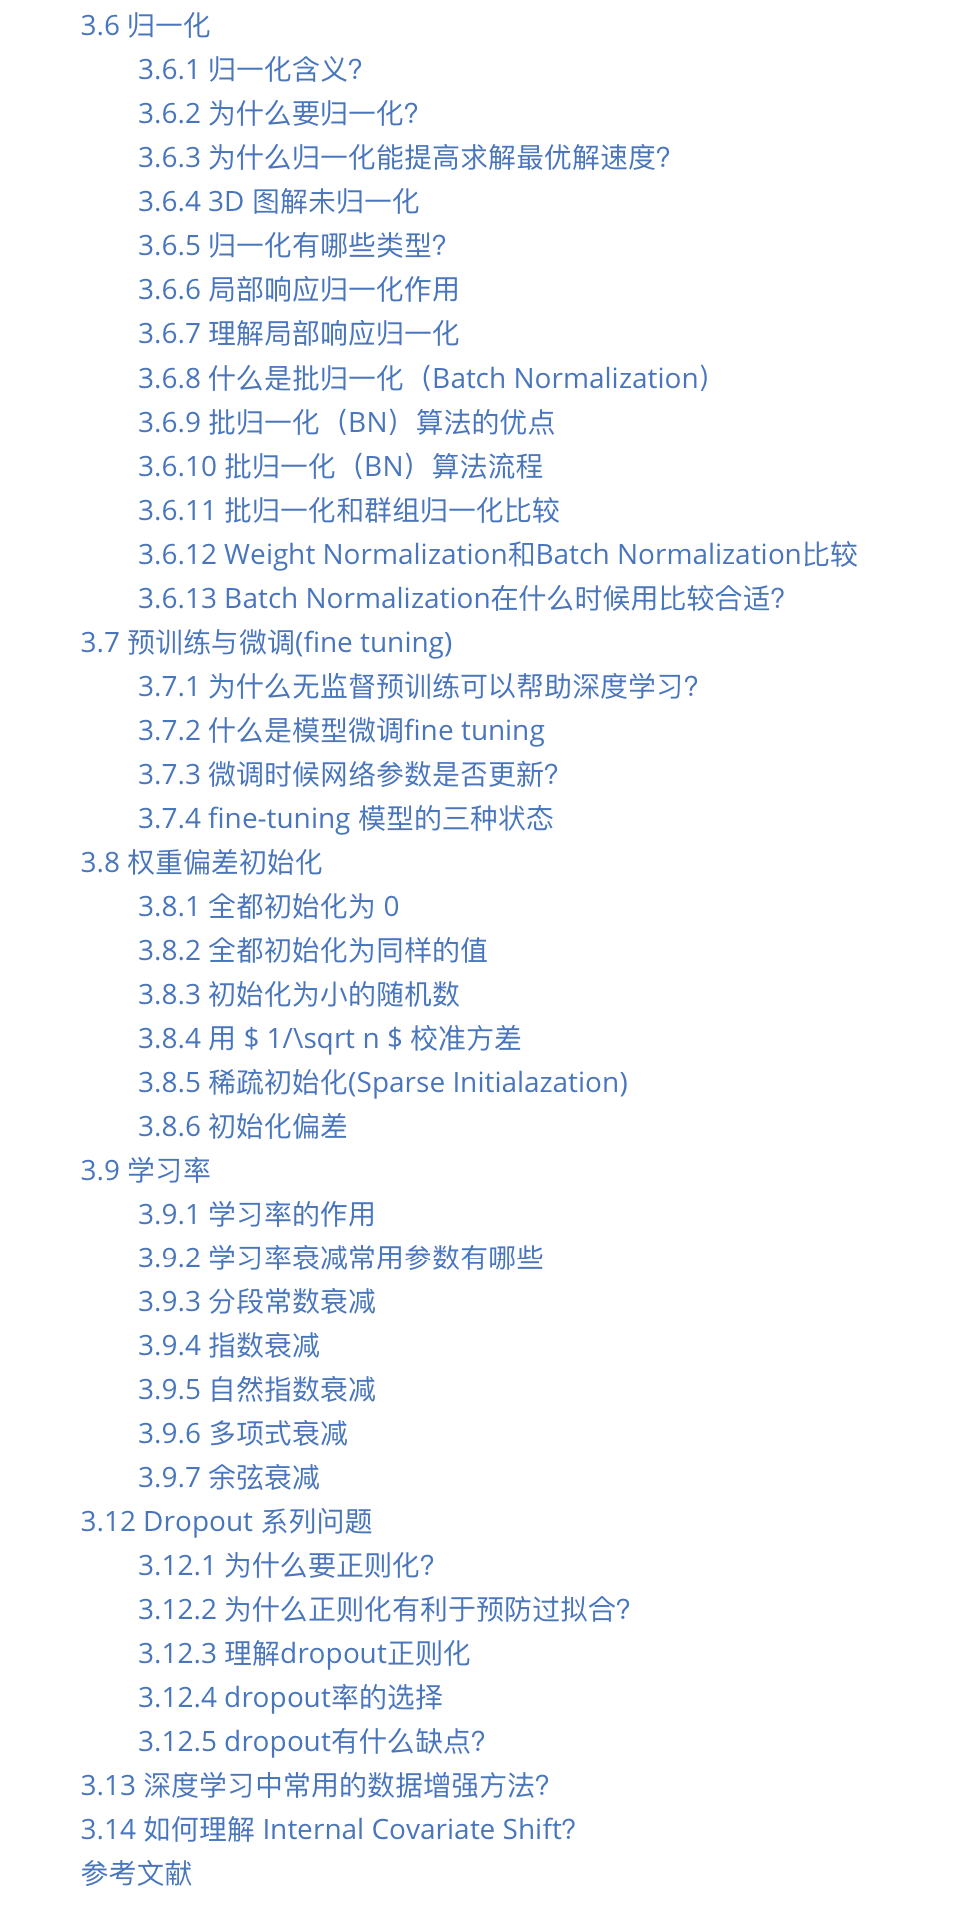 3.6 归一化
3.6.1 归一化含义?
3.6.2 为什么要归一化?
3.6.3 为什么归一化能提高求解最优解速度?
3.6.4 3D 图解未归一化
3.6.5 归一化有哪些类型?
3.6.6 局部响应归一化作用
3.6.7 理解局部响应归一化
3.6.8 什么是批归一化（Batch Normalization）
3.6.9 批归一化（BN）算法的优点
3.6.10 批归一化（BN）算法流程
3.6.11 批归一化和群组归一化比较
3.6.12 Weight Normalization和Batch Normalization比较
3.6.13 Batch Normalization在什么时候用比较合适?
3.7 预训练与微调(fine tuning)
3.7.1 为什么无监督预训练可以帮助深度学习?
3.7.2 什么是模型微调fine tuning
3.7.3 微调时候网络参数是否更新?
3.7.4 fine-tuning 模型的三种状态
3.8 权重偏差初始化
3.8.1 全都初始化为 0
3.8.2 全都初始化为同样的值
3.8.3 初始化为小的随机数
3.8.4 用 $ 1/\sqrt n $ 校准方差
3.8.5 稀疏初始化(Sparse Initialazation)
3.8.6 初始化偏差
3.9 学习率
3.9.1 学习率的作用
3.9.2 学习率衰减常用参数有哪些
3.9.3 分段常数衰减
3.9.4 指数衰减
3.9.5 自然指数衰减
3.9.6 多项式衰减
3.9.7 余弦衰减
3.12 Dropout 系列问题
3.12.1 为什么要正则化?
3.12.2 为什么正则化有利于预防过拟合?
3.12.3 理解dropout正则化
3.12.4 dropout率的选择
3.12.5 dropout有什么缺点?
3.13 深度学习中常用的数据增强方法?
3.14 如何理解 Internal Covariate Shift?
参考文献